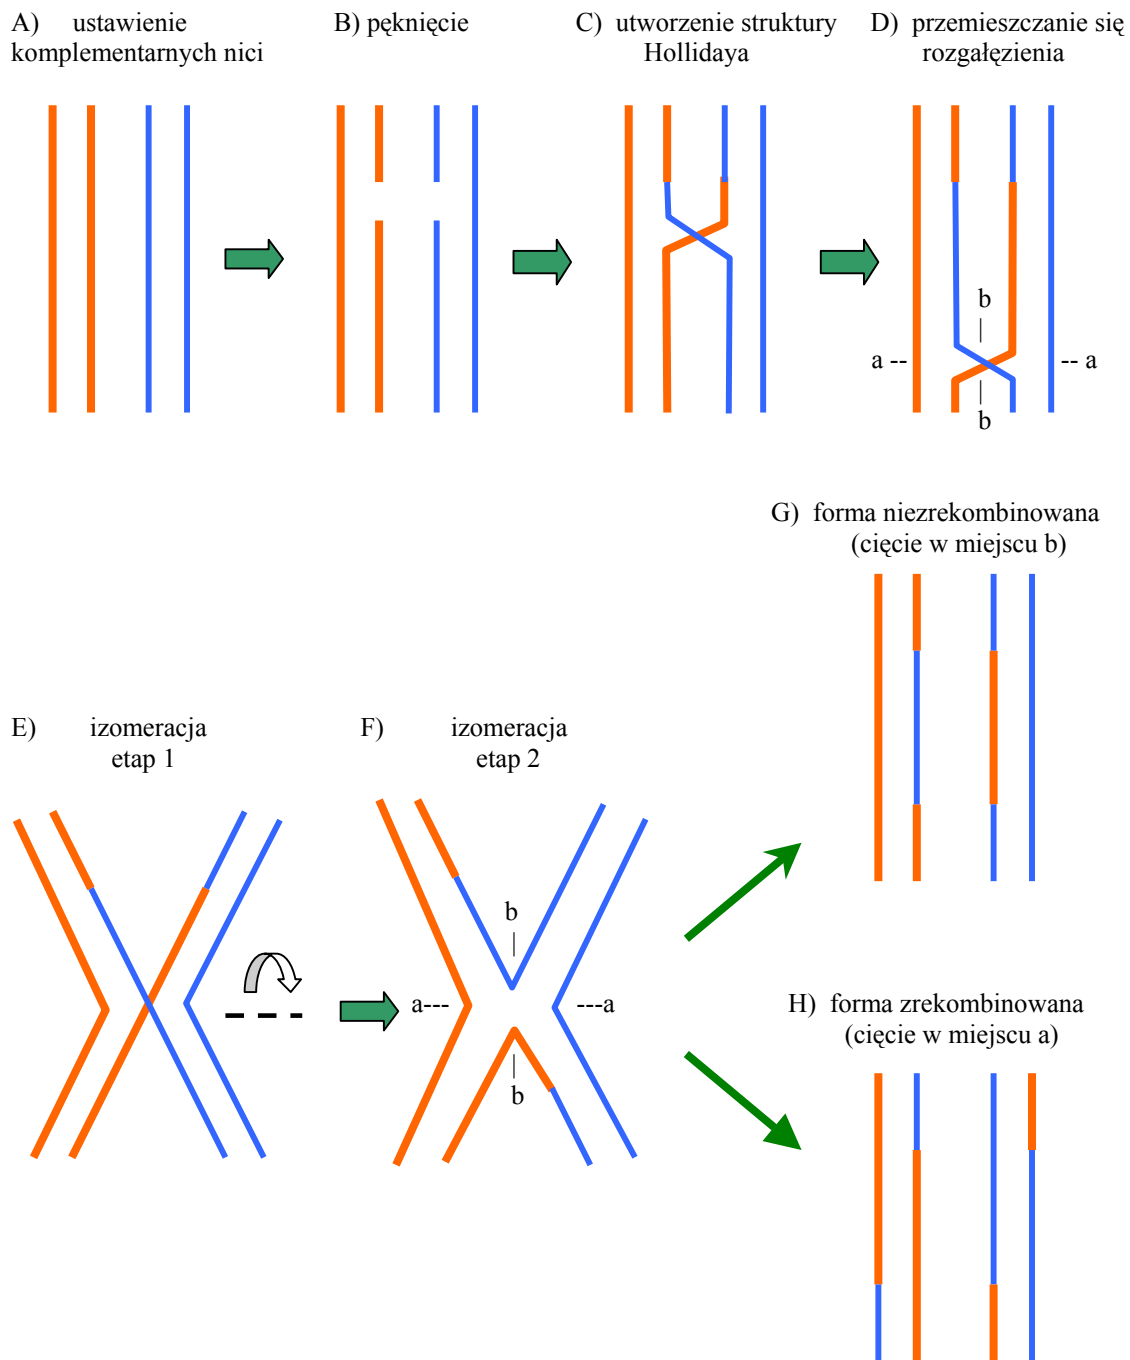 A) ustawienie
komplementarnych nici
B) pęknięcie
C) utworzenie struktury
Hollidaya
D) przemieszczanie się
rozgałęzienia
b
|
a -- -- a
|
b
G) forma niezrekombinowana
(cięcie w miejscu b)
E) izomeracja
etap 1
F) izomeracja
etap 2
b
|
a--- ---a
|
b
H) forma zrekombinowana
(cięcie w miejscu a)